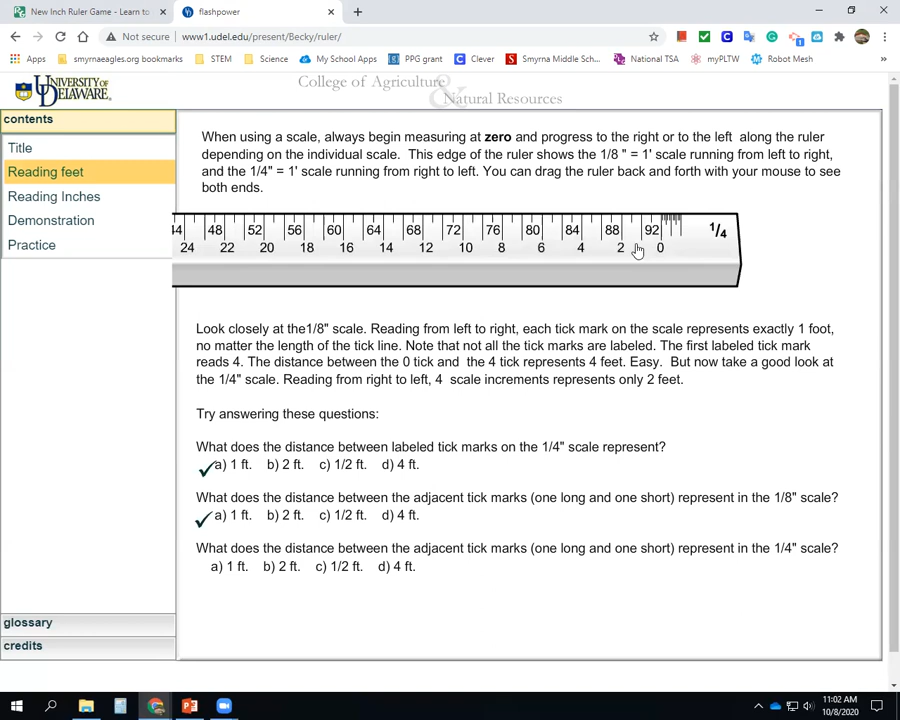 New Inch Ruler Game - Learn to
flashpower
Not secure
www1.udel.edu/present/Becky/ruler/
Apps
smyrnaeagles.org bookmarks
STEM
Science
My School Apps
PPG grant
Clever
Smyrna Middle Sch...
National TSA
myPLTW
Robot Mesh
»
UNIVERSITY OF
DELAWARE
College of Agriculture
&
Natural Resources
contents
Title
Reading feet
Reading Inches
Demonstration
Practice
When using a scale, always begin measuring at zero and progress to the right or to the left along the ruler
depending on the individual scale. This edge of the ruler shows the 1/8 " = 1' scale running from left to right,
and the 1/4" = 1' scale running from right to left. You can drag the ruler back and forth with your mouse to see
both ends.
44 48 52 56 60 64 68 72 76 80 84 88 92 1/4
24 22 20 18 16 14 12 10 8 6 4 2 0
Look closely at the1/8" scale. Reading from left to right, each tick mark on the scale represents exactly 1 foot,
no matter the length of the tick line. Note that not all the tick marks are labeled. The first labeled tick mark
reads 4. The distance between the 0 tick and the 4 tick represents 4 feet. Easy. But now take a good look at
the 1/4" scale. Reading from right to left, 4 scale increments represents only 2 feet.
Try answering these questions:
What does the distance between labeled tick marks on the 1/4" scale represent?
a) 1 ft. b) 2 ft. c) 1/2 ft. d) 4 ft.
What does the distance between the adjacent tick marks (one long and one short) represent in the 1/8" scale?
a) 1 ft. b) 2 ft. c) 1/2 ft. d) 4 ft.
What does the distance between the adjacent tick marks (one long and one short) represent in the 1/4" scale?
a) 1 ft. b) 2 ft. c) 1/2 ft. d) 4 ft.
glossary
credits
11:02 AM
10/8/2020